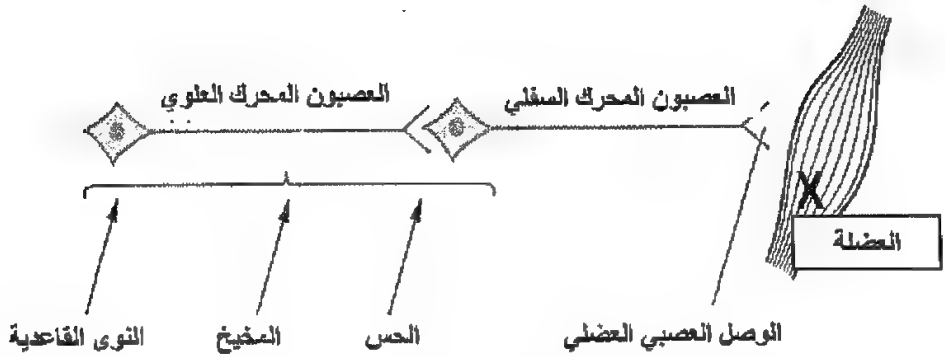 العصبون المحرك العلوي
العصبون المحرك السفلي
X
العضلة
الوصل العصبي العضلي
الحس
المخيخ
النوى القاعدية